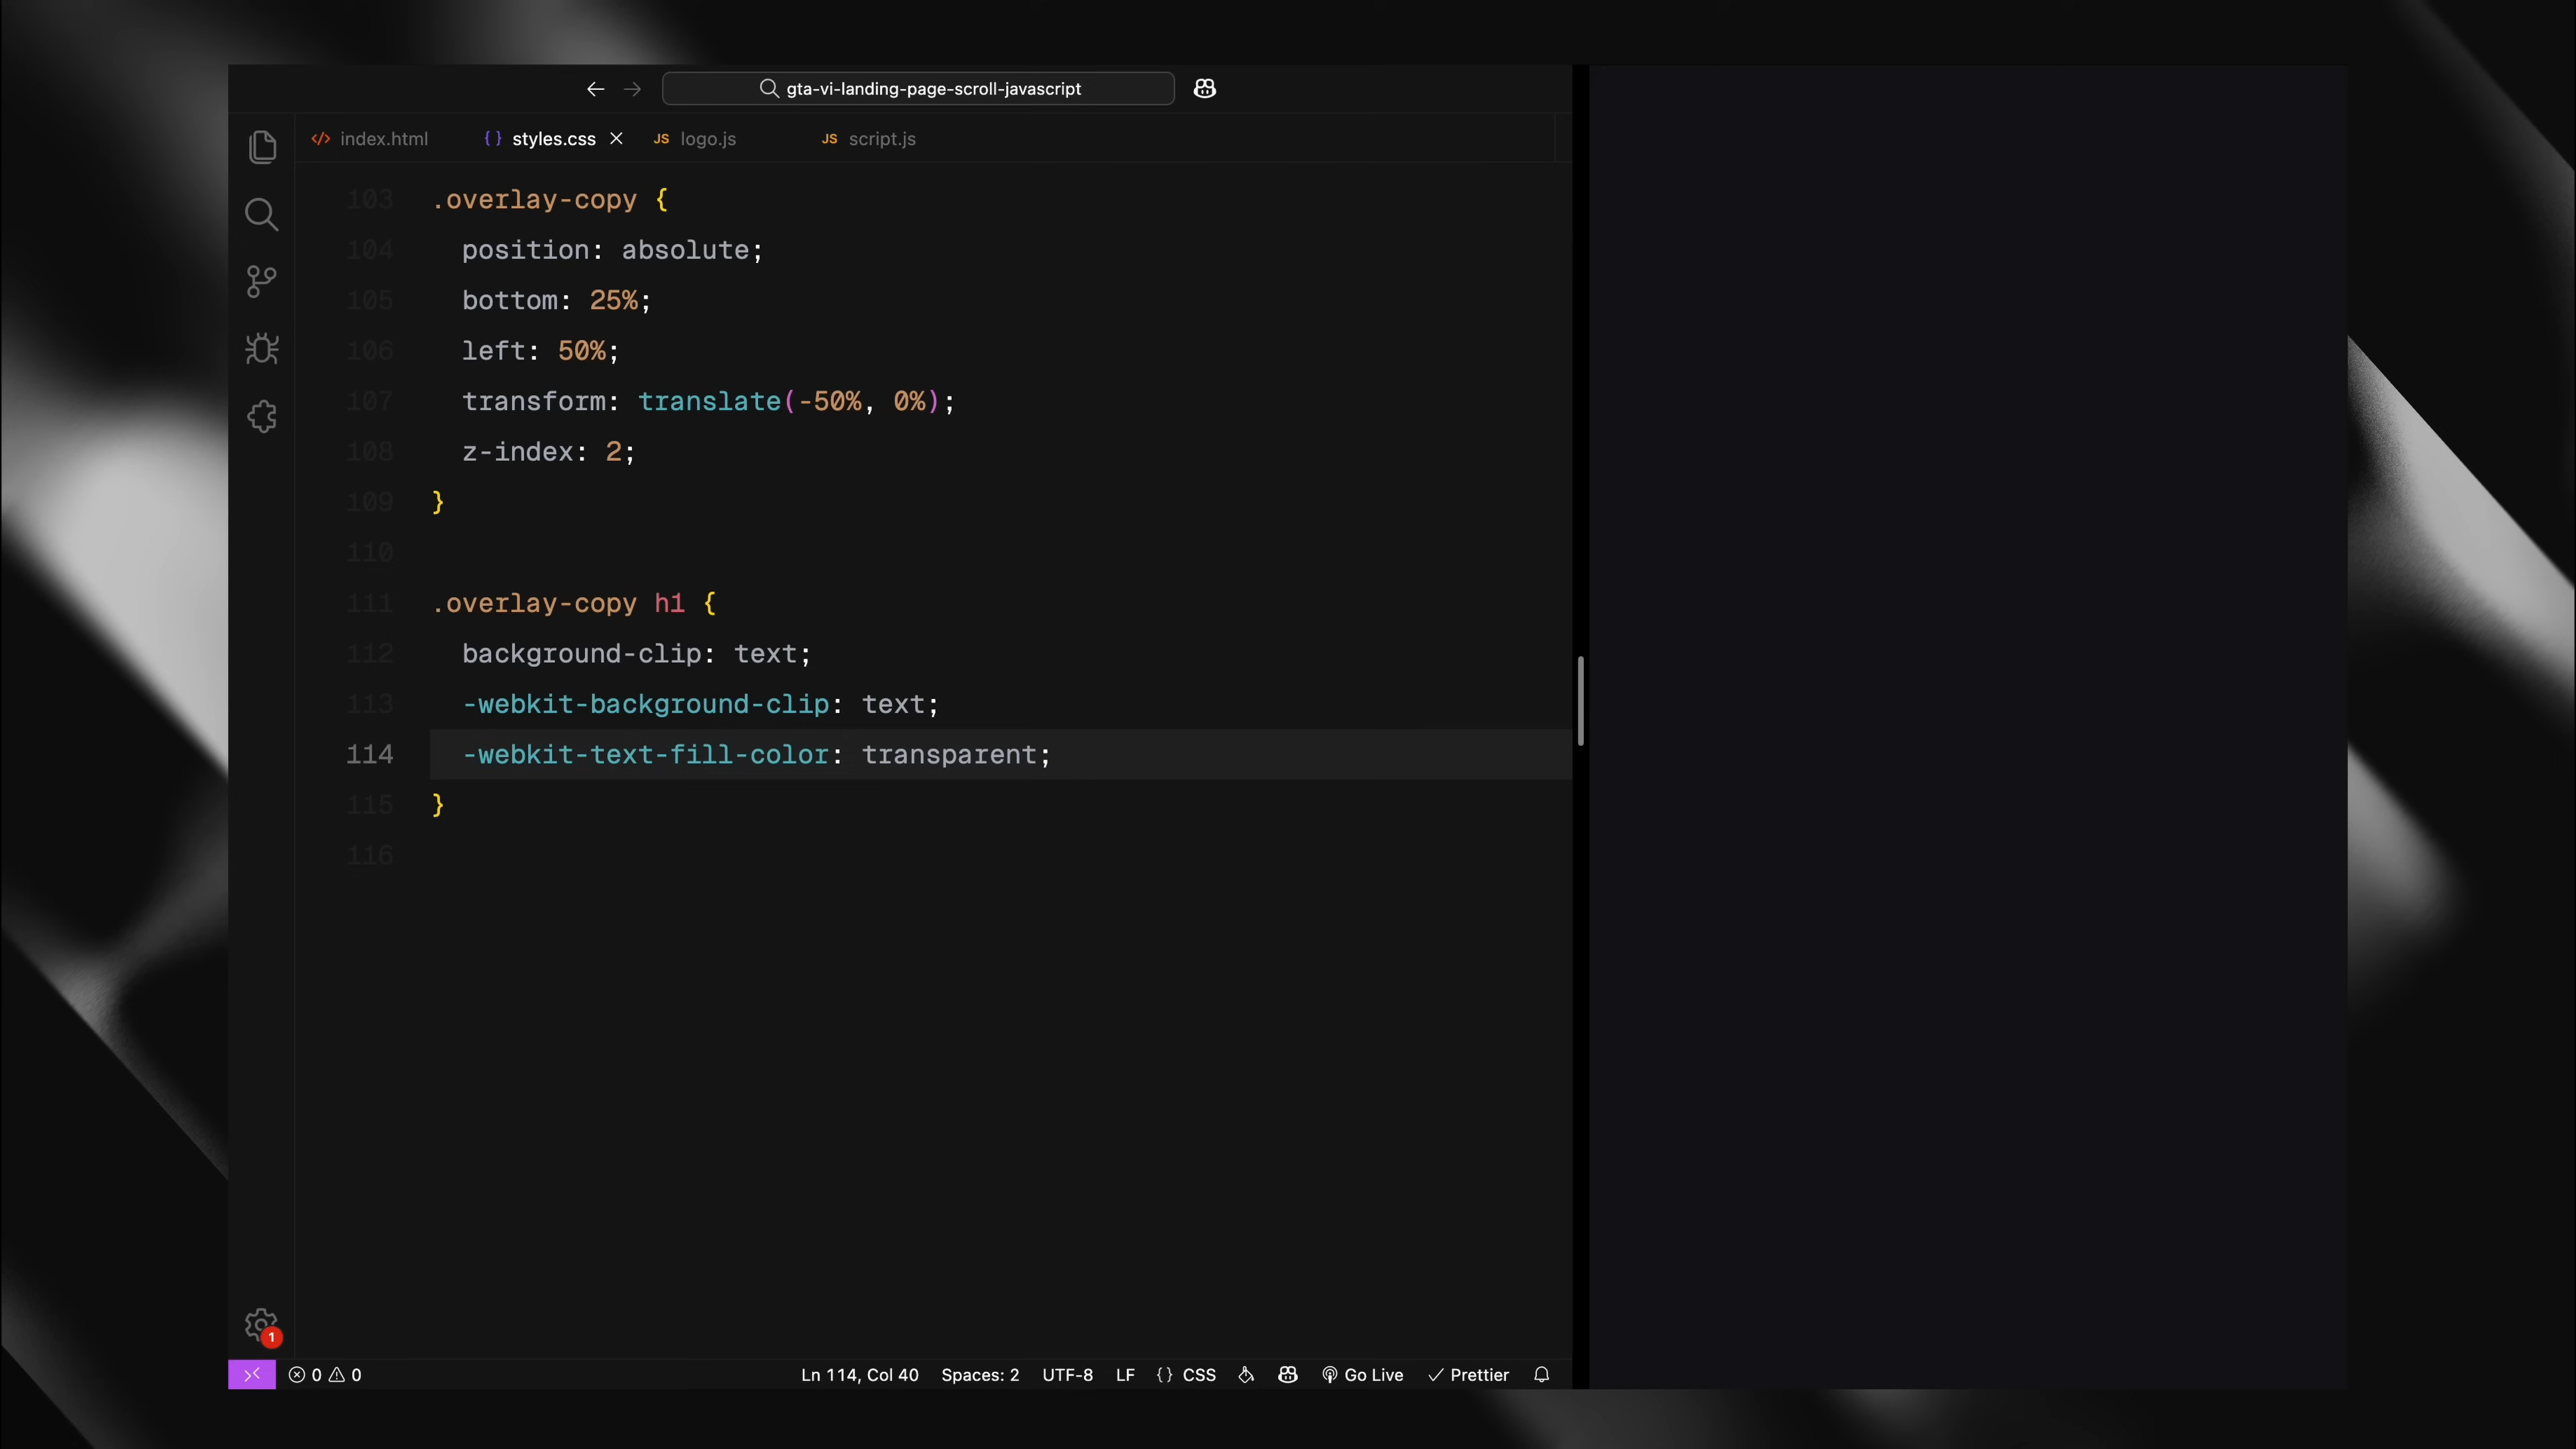 gta-vi-landing-page-scroll-javascript
</> index.html
{ } styles.css
JS logo.js
JS script.js
103 .overlay-copy {
104 position: absolute;
105 bottom: 25%;
106 left: 50%;
107 transform: translate(-50%, 0%);
108 z-index: 2;
109 }
110
111 .overlay-copy h1 {
112 background-clip: text;
113 -webkit-background-clip: text;
114 -webkit-text-fill-color: transparent;
115 }
116
1
0 0 Ln 114, Col 40 Spaces: 2 UTF-8 LF {} CSS Go Live Prettier